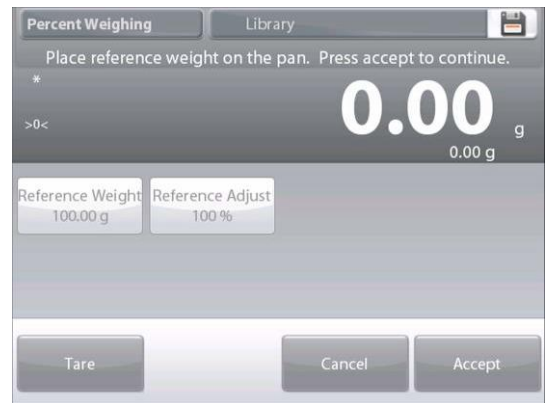 Percent Weighing Library
Place reference weight on the pan. Press accept to continue.
*
>0<
0.00 g
0.00 g
Reference Weight Reference Adjust
100.00 g 100 %
Tare Cancel Accept